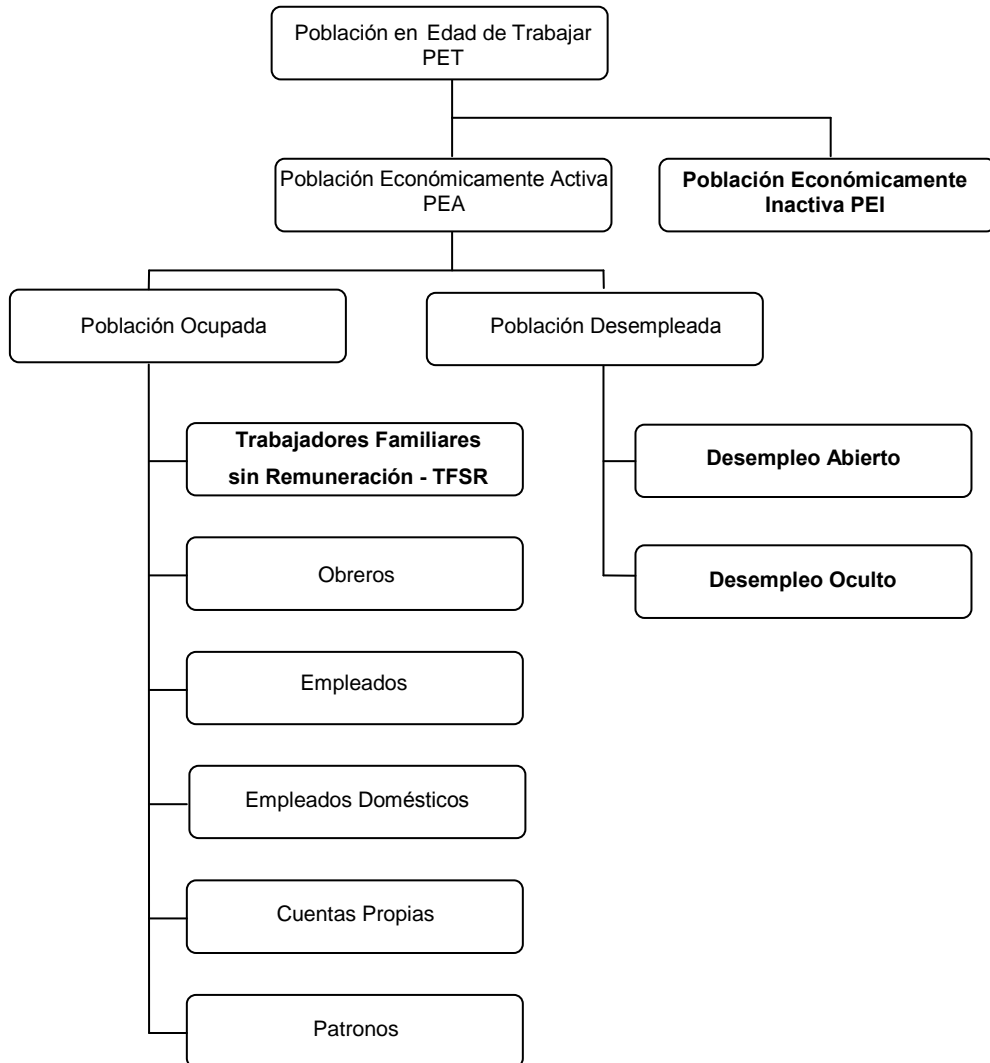 Población en Edad de Trabajar
PET
Población Económicamente Activa
PEA
Población Económicamente
Inactiva PEI
Población Ocupada
Población Desempleada
Trabajadores Familiares
sin Remuneración - TFSR
Obreros
Empleados
Empleados Domésticos
Cuentas Propias
Patronos
Desempleo Abierto
Desempleo Oculto